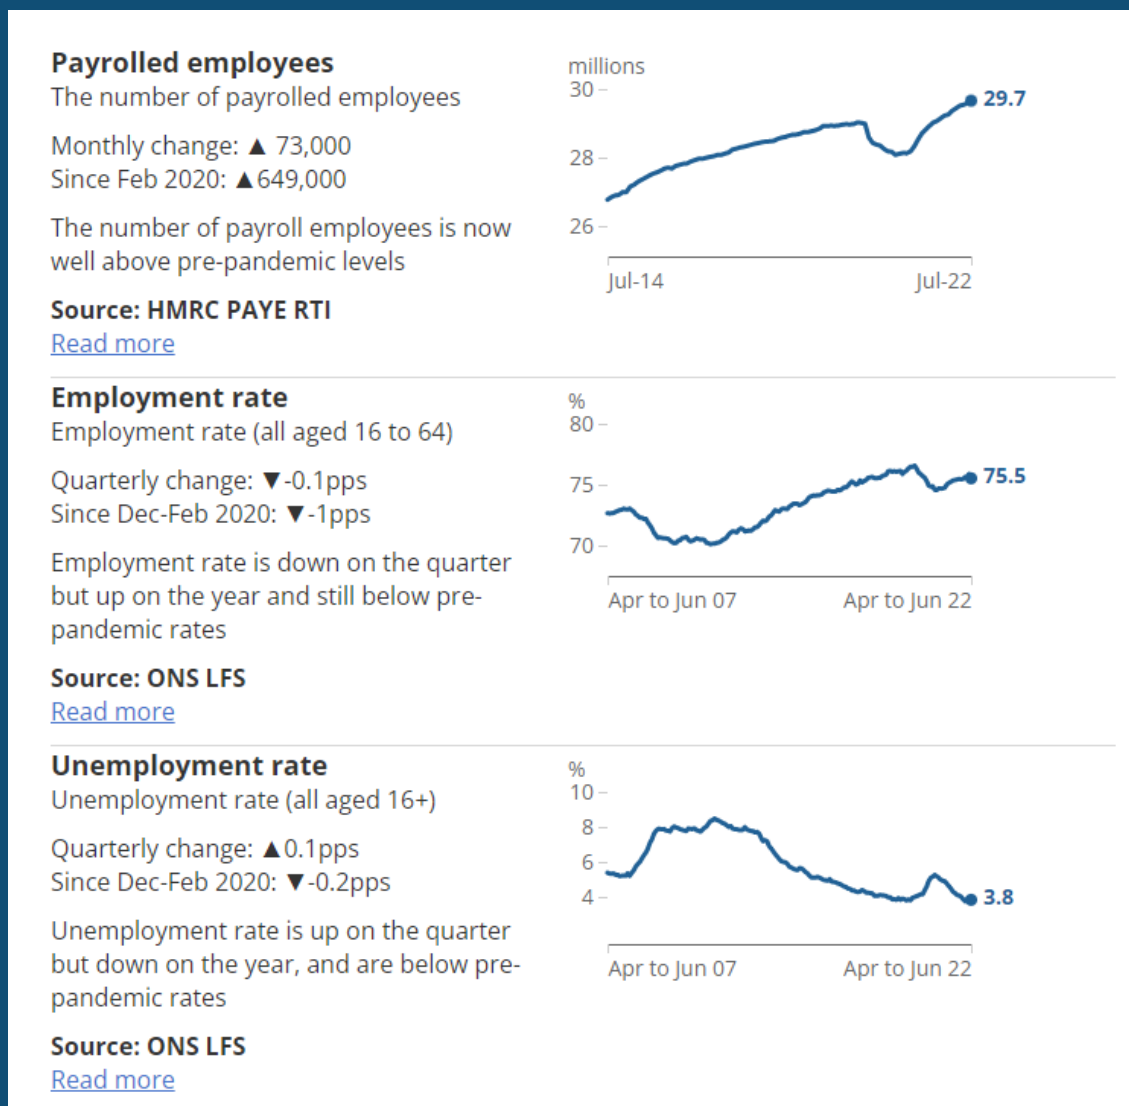 Payrolled employees
The number of payrolled employees
Monthly change: ▲ 73,000
Since Feb 2020: ▲649,000
The number of payroll employees is now
well above pre-pandemic levels
Source: HMRC PAYE RTI
Read more
millions
30
28
26
29.7
Jul-14
Jul-22
Employment rate
Employment rate (all aged 16 to 64)
Quarterly change: ▼-0.1pps
Since Dec-Feb 2020: ▼-1pps
Employment rate is down on the quarter
but up on the year and still below pre-
pandemic rates
Source: ONS LFS
Read more
%
80
75
70
75.5
Apr to Jun 07
Apr to Jun 22
Unemployment rate
Unemployment rate (all aged 16+)
Quarterly change: ▲0.1pps
Since Dec-Feb 2020: ▼-0.2pps
Unemployment rate is up on the quarter
but down on the year, and are below pre-
pandemic rates
Source: ONS LFS
Read more
%
10
8
6
4
3.8
Apr to Jun 07
Apr to Jun 22